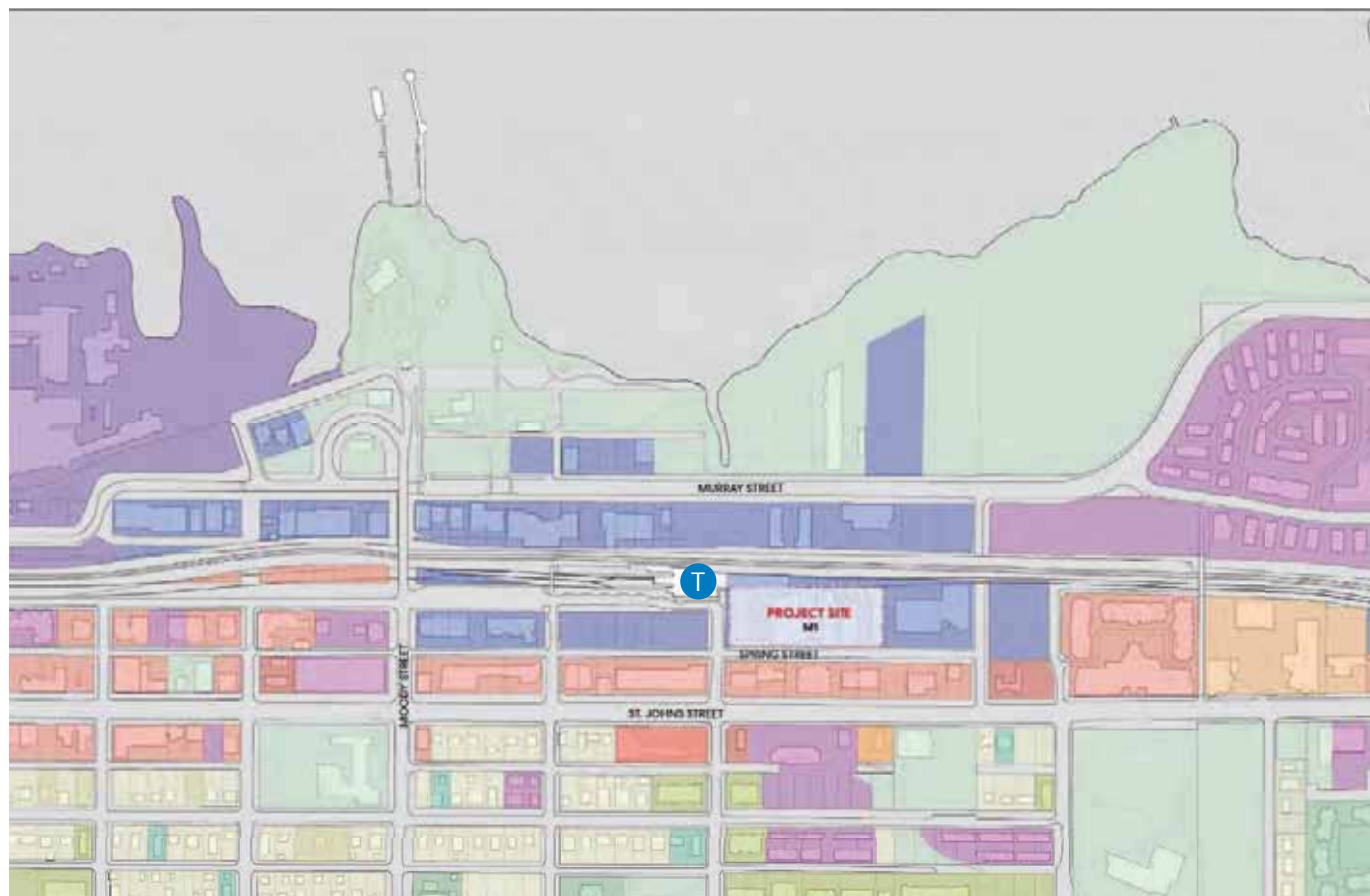 MURRAY STREET
T
PROJECT SITE
M1
SPRING STREET
MOODY STREET
ST. JOHNS STREET